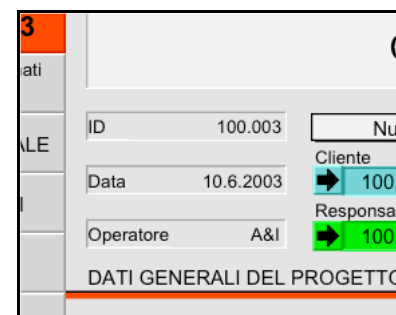 3
ati
ALE
ID 100.003
Nu
Cliente
Data 10.6.2003
100
Responsa
Operatore A&I
100
DATI GENERALI DEL PROGETTO